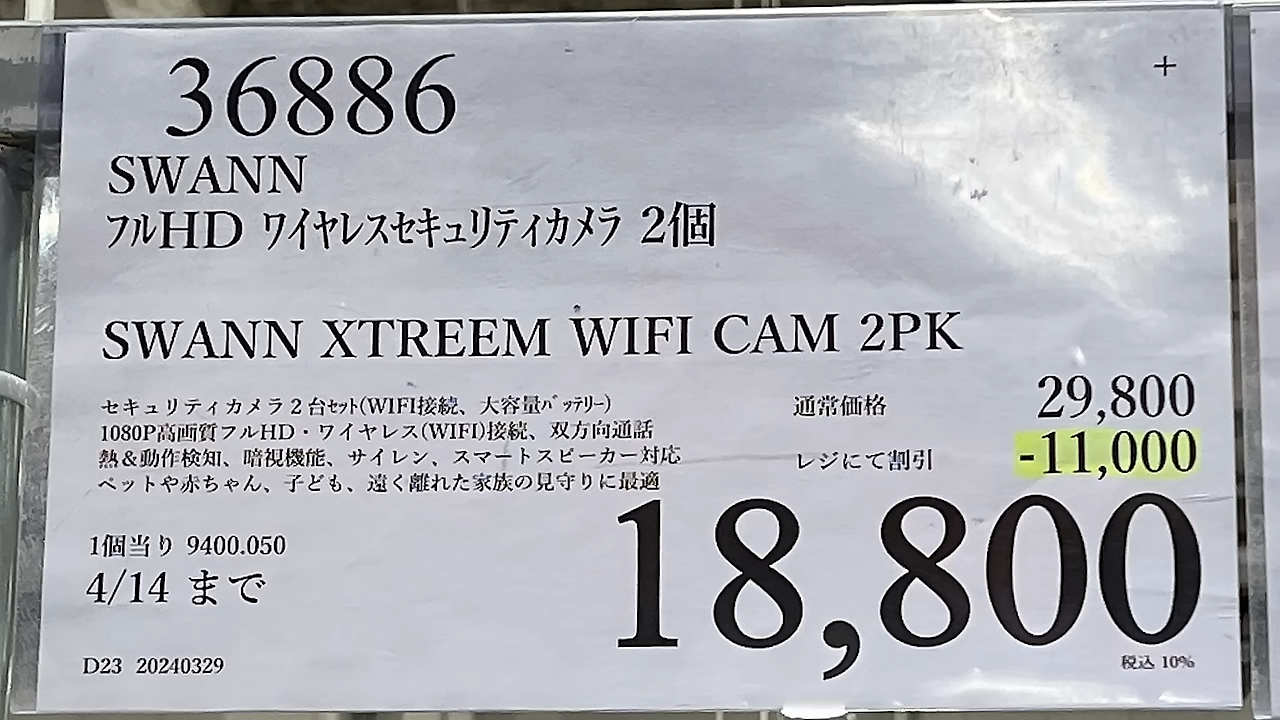 36886
+
SWANN
フルHD ワイヤレスセキュリティカメラ 2個
SWANN XTREEM WIFI CAM 2PK
セキュリティカメラ２台ｾｯﾄ(WIFI接続、大容量ﾊﾞｯﾃﾘｰ)
1080P高画質フルHD・ワイヤレス(WIFI)接続、双方向通話
熱＆動作検知、暗視機能、サイレン、スマートスピーカー対応
ペットや赤ちゃん、子ども、遠く離れた家族の見守りに最適
通常価格 29,800
レジにて割引 -11,000
18,800
1個当り 9400.050
4/14 まで
D23 20240329
税込 10%